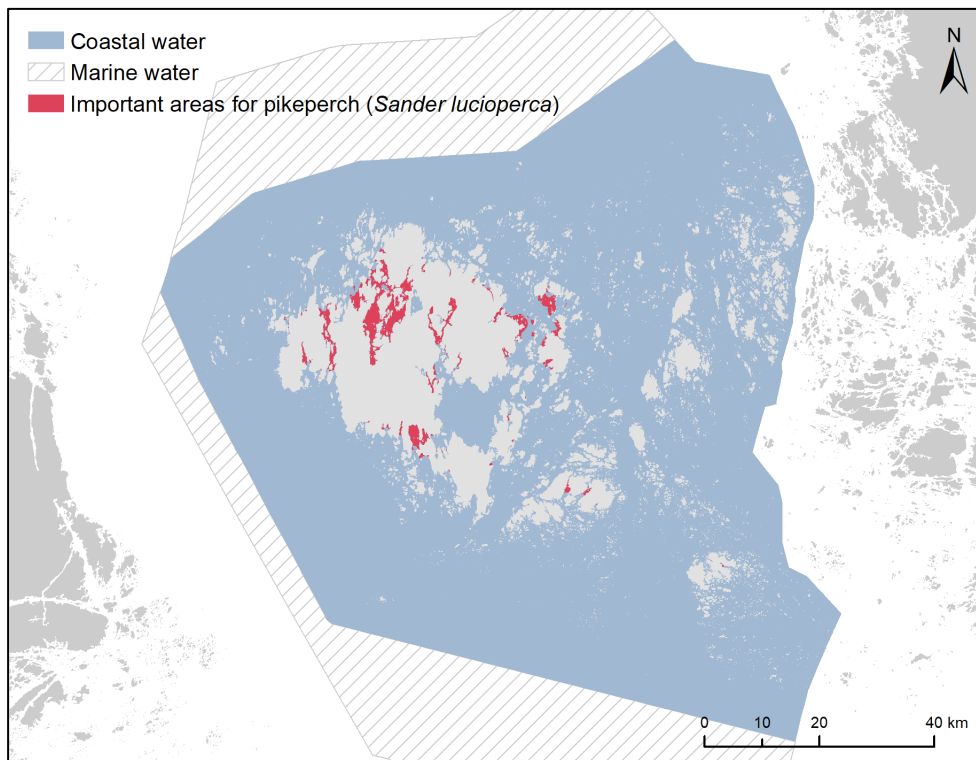 Coastal water
Marine water
Important areas for pikeperch (Sander lucioperca)
N
0 10 20 40 km